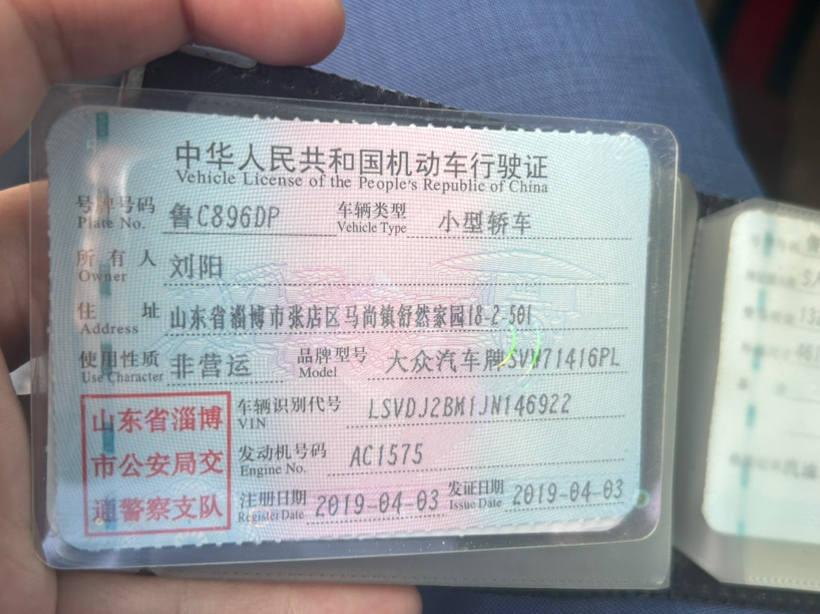 中华人民共和国机动车行驶证
Vehicle License of the People's Republic of China
号牌号码 鲁C896DP 车辆类型 小型轿车
Plate No. Vehicle Type
所有人 刘阳
Owner
住址 山东省淄博市张店区马尚镇舒然家园18-2-501
Address
使用性质 非营运 品牌型号 大众汽车牌SVW71416PL
Use Character Model
山东省淄博
市公安局交
通警察支队
车辆识别代号 LSVDJ2BM1JN146922
VIN
发动机号码 AC1575
Engine No.
注册日期 2019-04-03 发证日期 2019-04-03
Register Date Issue Date